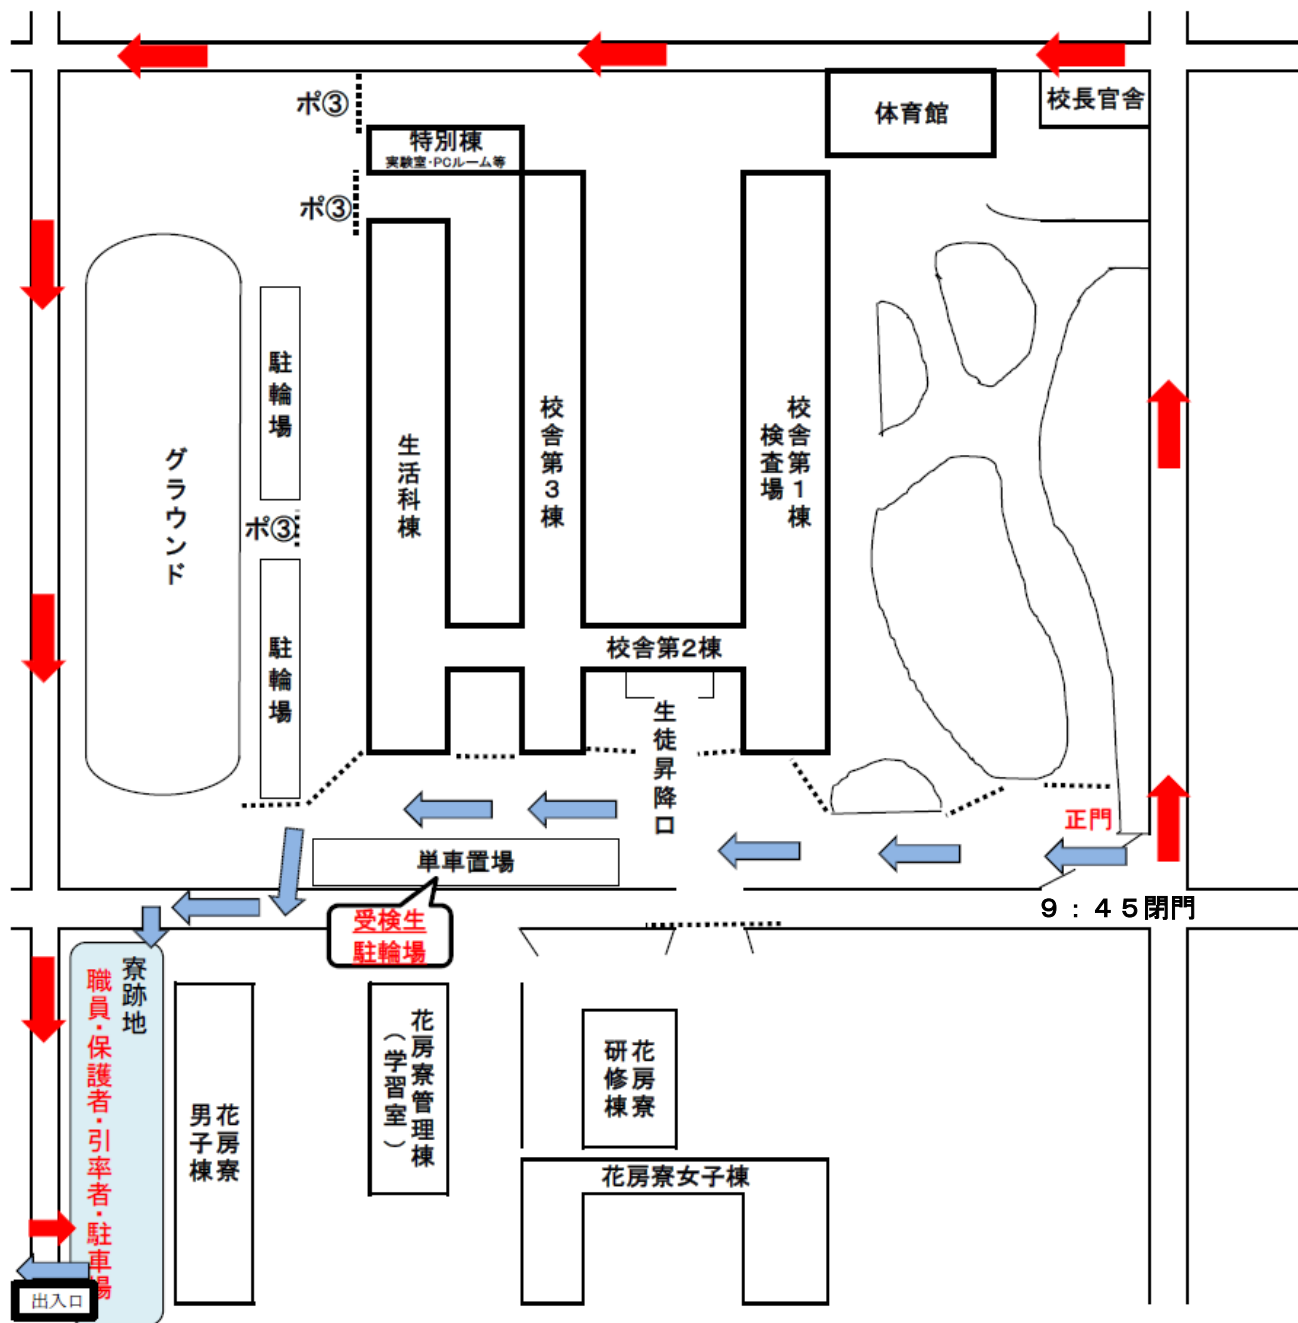 ポ③
特別棟
実験室・PCルーム等
体育館
校長官舎
ポ③
駐輪場
グラウンド
ポ③
駐輪場
生活科棟
校舎第3棟
校舎第1棟
検査場
校舎第2棟
生徒昇降口
正門
単車置場
9：45閉門
受検生
駐輪場
寮跡地
職員・保護者・引率者・駐車場
花房寮
男子棟
花房寮管理棟
（学習室）
花房寮
研修棟
花房寮女子棟
出入口